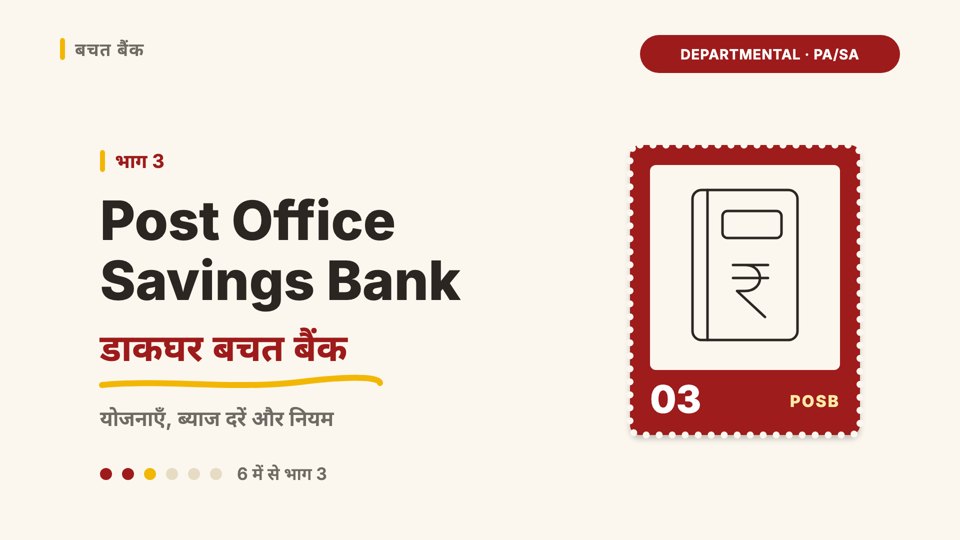 बचत बैंक
DEPARTMENTAL · PA/SA
भाग 3
Post Office
Savings Bank
डाकघर बचत बैंक
योजनाएँ, ब्याज दरें और नियम
6 में से भाग 3
₹
03
POSB